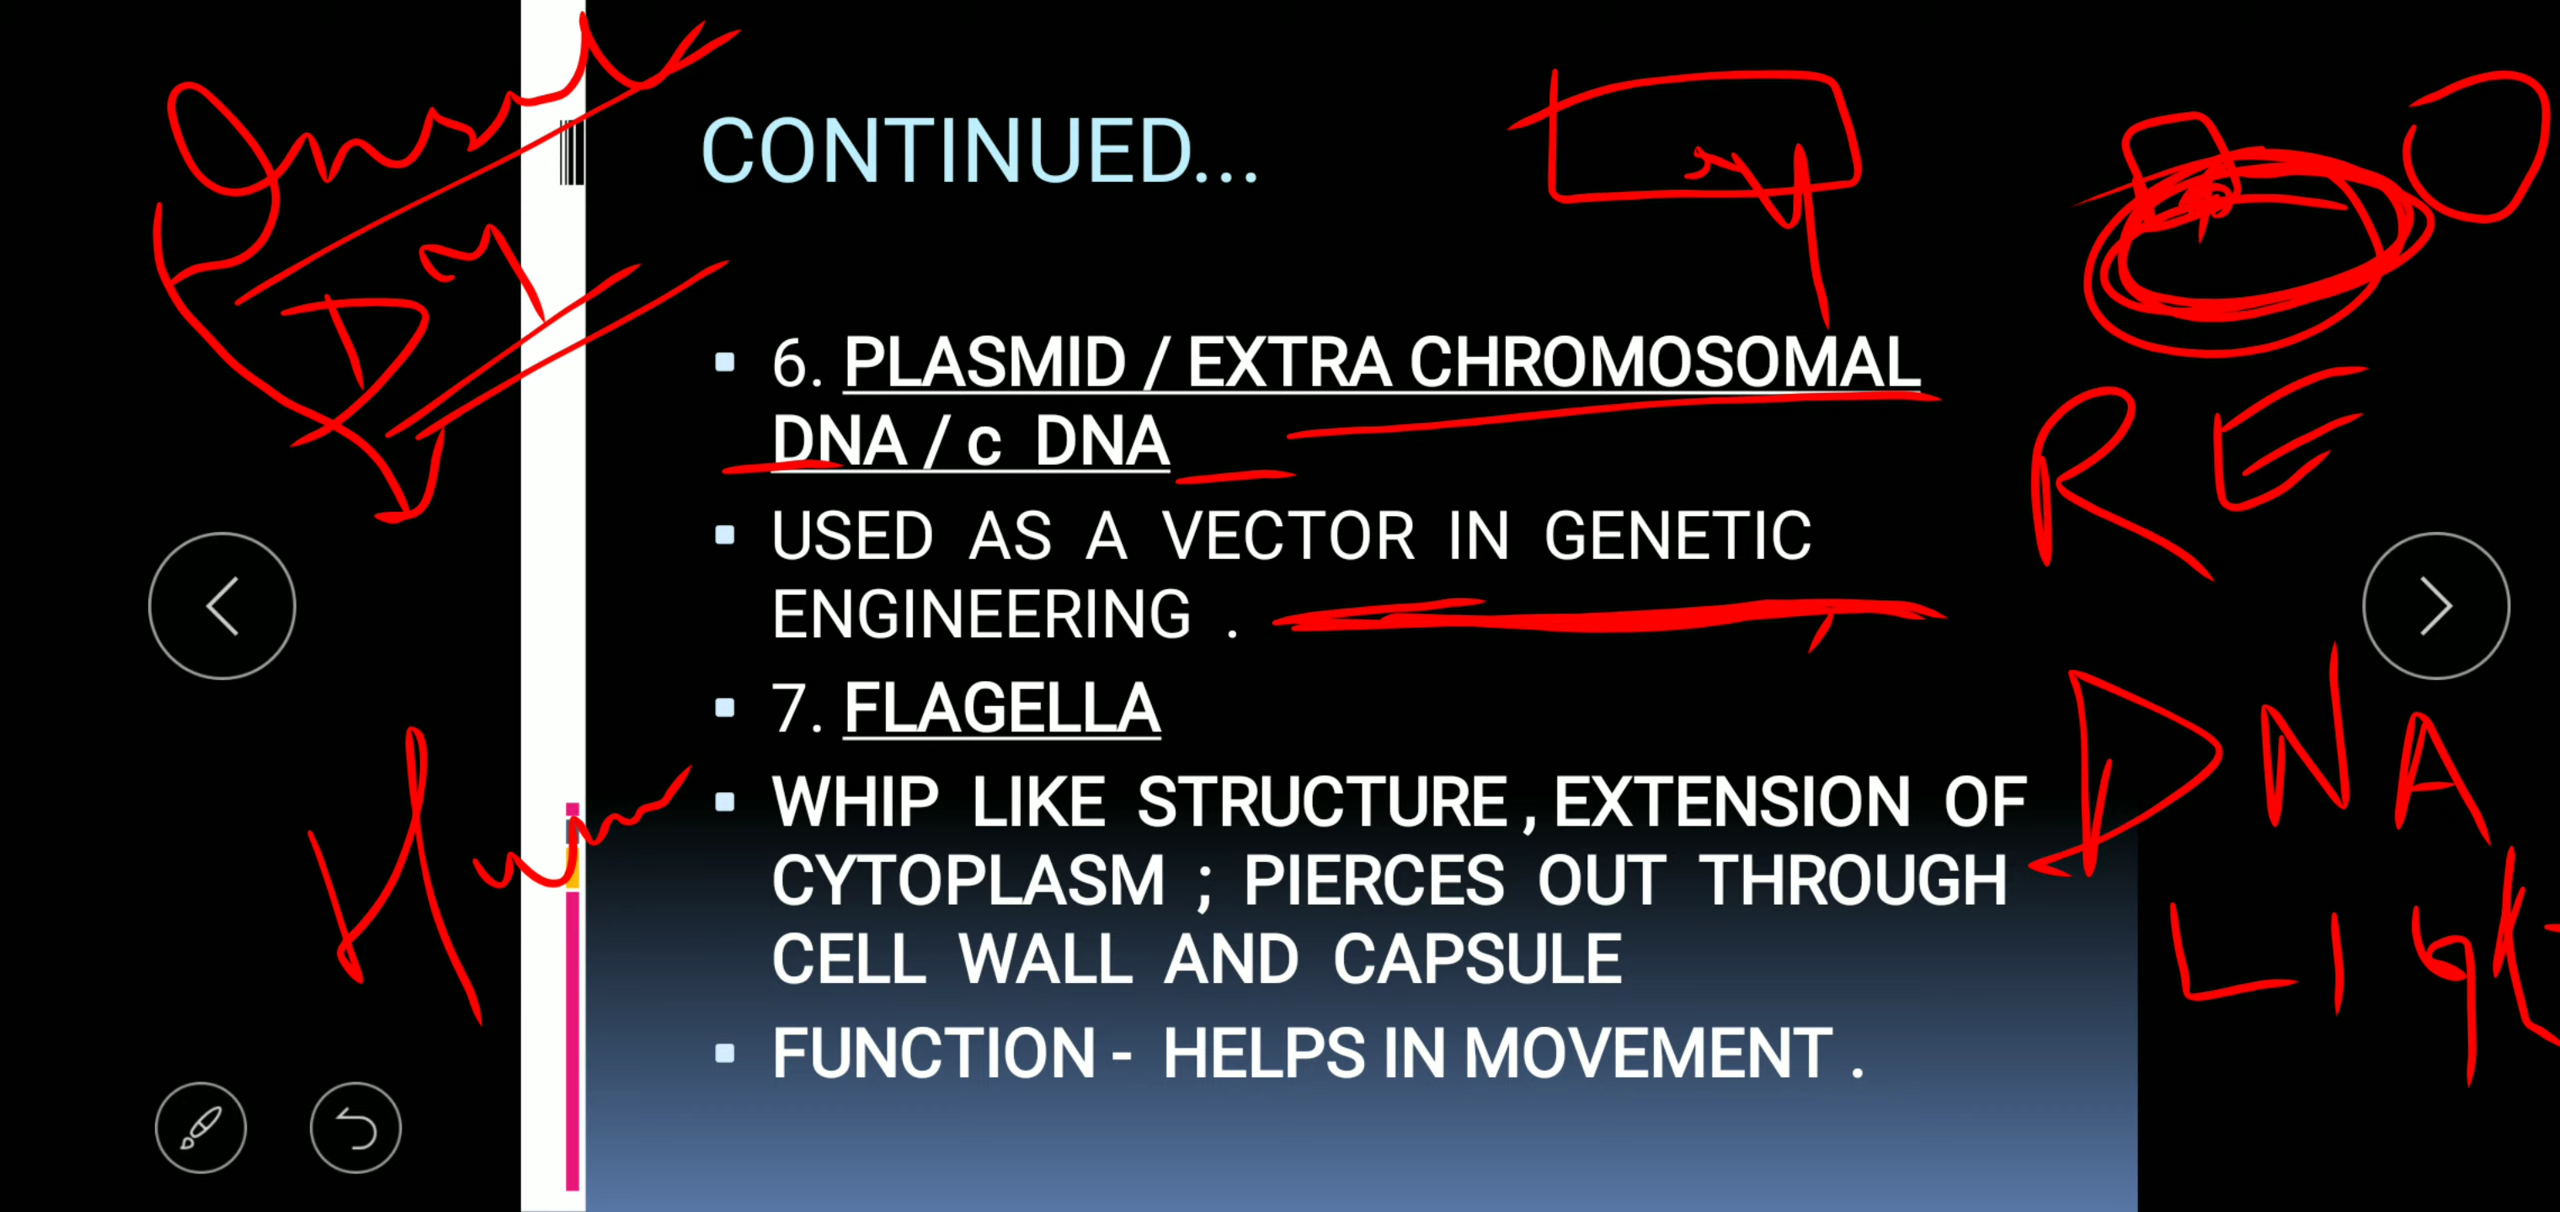 CONTINUED...
6. PLASMID / EXTRA CHROMOSOMAL
DNA / c DNA
USED AS A VECTOR IN GENETIC
ENGINEERING .
7. FLAGELLA
WHIP LIKE STRUCTURE , EXTENSION OF
CYTOPLASM ; PIERCES OUT THROUGH
CELL WALL AND CAPSULE
FUNCTION - HELPS IN MOVEMENT .
RE
DNA